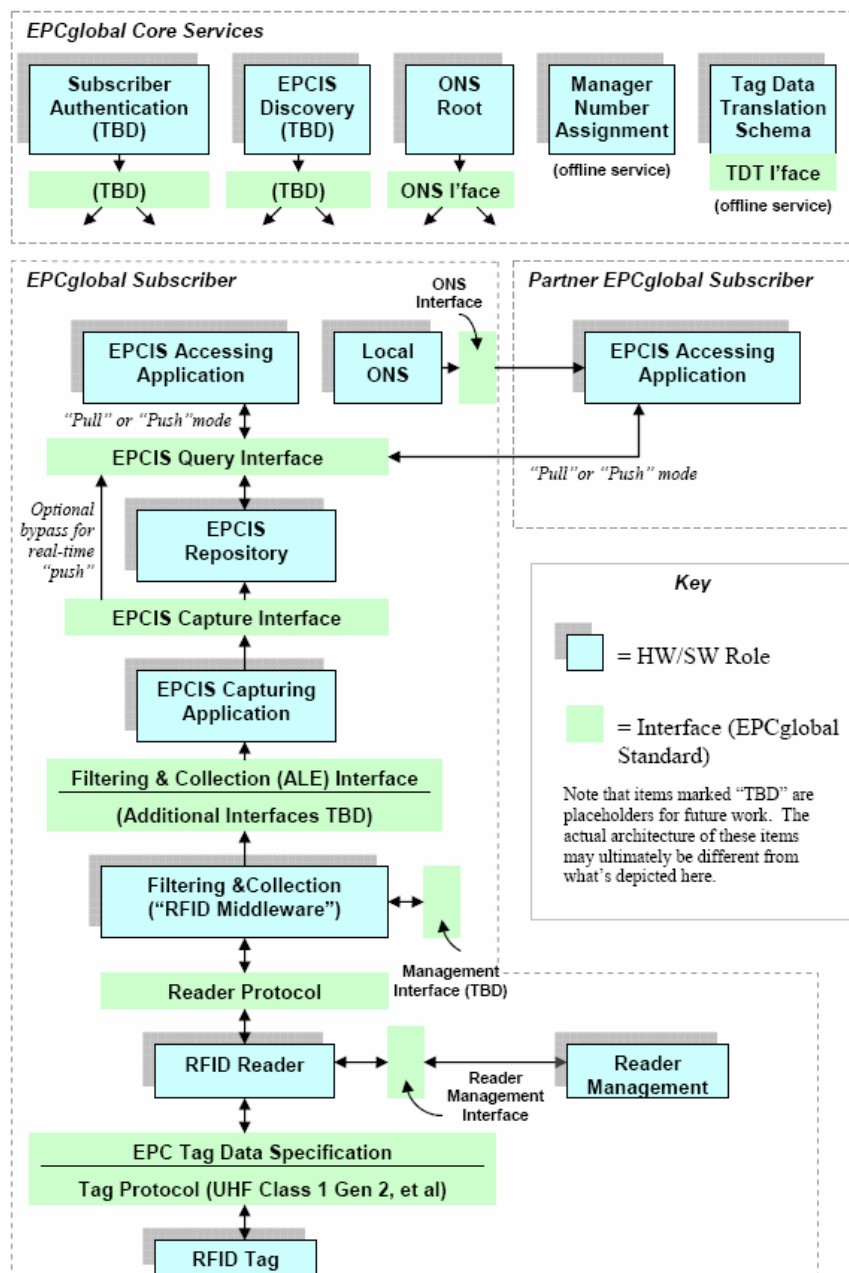 EPCglobal Core Services
Subscriber
Authentication
(TBD)
EPCIS
Discovery
(TBD)
ONS
Root
Manager
Number
Assignment
Tag Data
Translation
Schema
(TBD)
(TBD)
ONS I'face
(offline service)
TDT I'face
(offline service)
EPCglobal Subscriber
ONS
Interface
Partner EPCglobal Subscriber
EPCIS Accessing
Application
Local
ONS
EPCIS Accessing
Application
“Pull” or “Push”mode
EPCIS Query Interface
“Pull”or “Push” mode
Optional
bypass for
real-time
“push”
EPCIS
Repository
EPCIS Capture Interface
EPCIS Capturing
Application
Filtering & Collection (ALE) Interface
(Additional Interfaces TBD)
Filtering &Collection
(“RFID Middleware”)
Management
Interface (TBD)
Reader Protocol
RFID Reader
Reader
Management
Interface
Reader
Management
EPC Tag Data Specification
Tag Protocol (UHF Class 1 Gen 2, et al)
RFID Tag
Key
= HW/SW Role
= Interface (EPCglobal
Standard)
Note that items marked “TBD” are
placeholders for future work.  The
actual architecture of these items
may ultimately be different from
what’s depicted here.